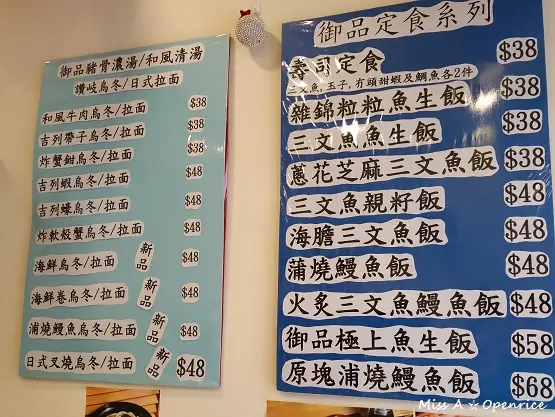 御品豬骨濃湯/和風清湯
讚岐烏冬/日式拉面
和風牛肉烏冬/拉面 $38
吉列帶子烏冬/拉面 $38
炸蟹鉗烏冬/拉面 $38
吉列蝦烏冬/拉面 $48
吉列蠔烏冬/拉面 $48
炸軟殼蟹烏冬/拉面 $48
海鮮烏冬/拉面 新品 $48
海鮮卷烏冬/拉面 新品 $48
浦燒鰻魚烏冬/拉面 新品 $48
日式叉燒烏冬/拉面 新品 $48
御品定食系列
壽司定食 $38
三文魚,玉子,冇頭甜蝦及鯛魚各2件
雜錦粒粒魚生飯 $38
三文魚魚生飯 $38
蔥花芝麻三文魚魚飯 $38
三文魚親籽飯 $48
海膽三文魚飯 $48
蒲燒鰻魚飯 $48
火炙三文魚鰻魚飯 $48
御品極上魚生飯 $58
原塊浦燒鰻魚飯 $68
Miss A ☆ Openrice